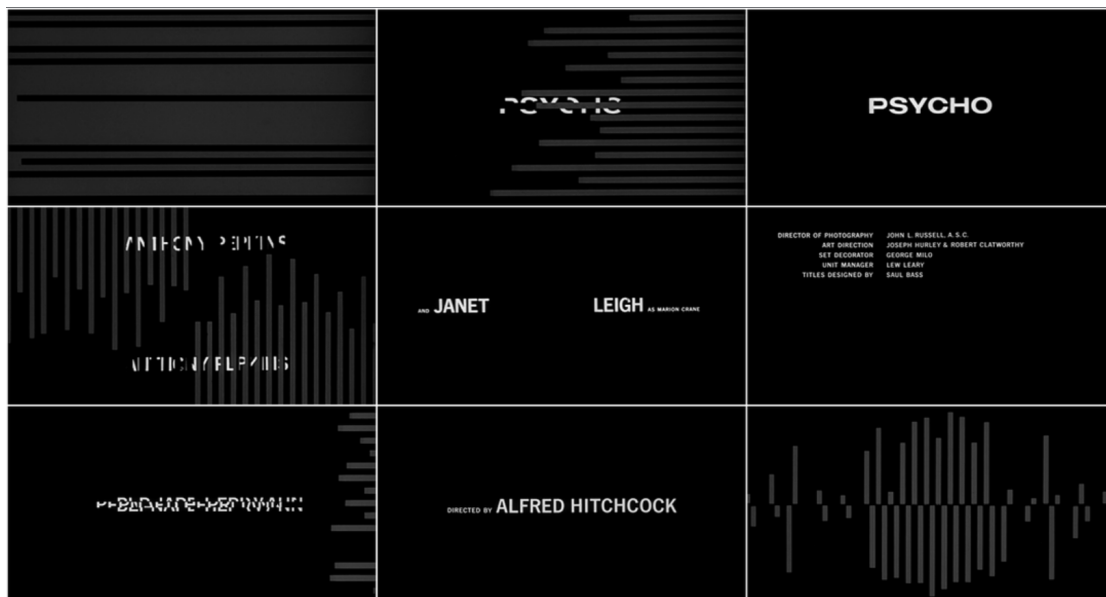 PSYCHO
PSYCHO
AND JANET LEIGH AS MARION CRANE
DIRECTOR OF PHOTOGRAPHY JOHN L. RUSSELL, A.S.C.
ART DIRECTION JOSEPH HURLEY & ROBERT CLATWORTHY
SET DECORATOR GEORGE MILO
UNIT MANAGER LEW LEARY
TITLES DESIGNED BY SAUL BASS
DIRECTED BY ALFRED HITCHCOCK